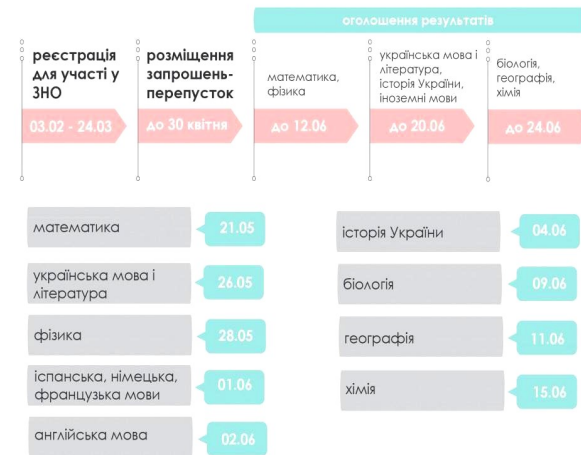 оголошення результатів
реєстрація
для участі у
ЗНО
03.02 - 24.03
розміщення
запрошень-
перепусток
до 30 квітня
математика,
фізика
до 12.06
українська мова і
література,
історія України,
іноземні мови
до 20.06
біологія,
географія,
хімія
до 24.06
математика
21.05
українська мова і
література
26.05
фізика
28.05
іспанська, німецька,
французька мови
01.06
англійська мова
02.06
історія України
04.06
біологія
09.06
географія
11.06
хімія
15.06